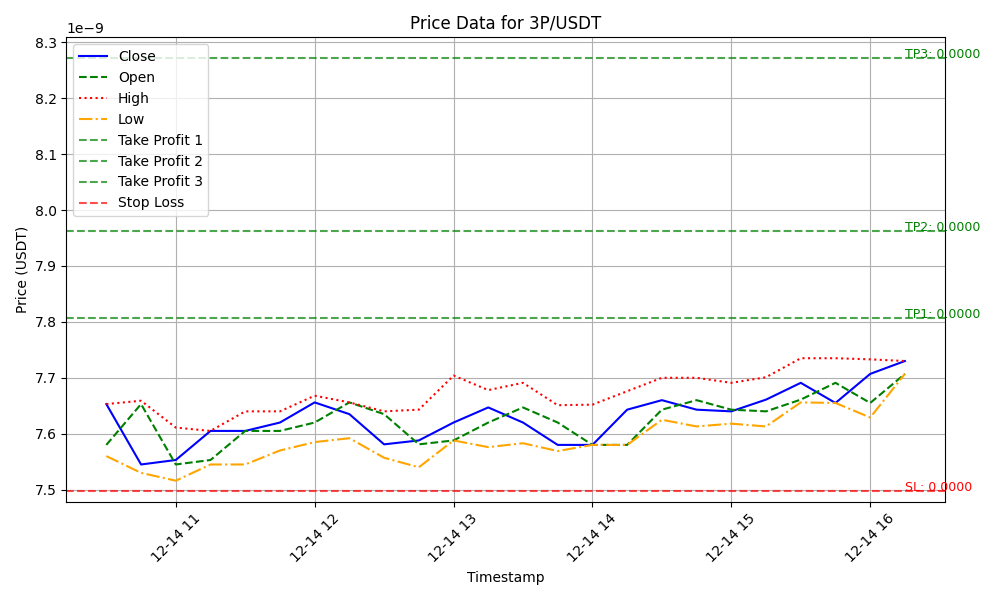 Price Data for 3P/USDT
1e−9
8.3
8.2
8.1
8.0
7.9
7.8
7.7
7.6
7.5
Price (USDT)
Close
Open
High
Low
Take Profit 1
Take Profit 2
Take Profit 3
Stop Loss
TP3: 0.0000
TP2: 0.0000
TP1: 0.0000
SL: 0.0000
12-14 11
12-14 12
12-14 13
12-14 14
12-14 15
12-14 16
Timestamp